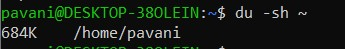 pavani@DESKTOP-38OLEIN:~$ du -sh ~
684K    /home/pavani